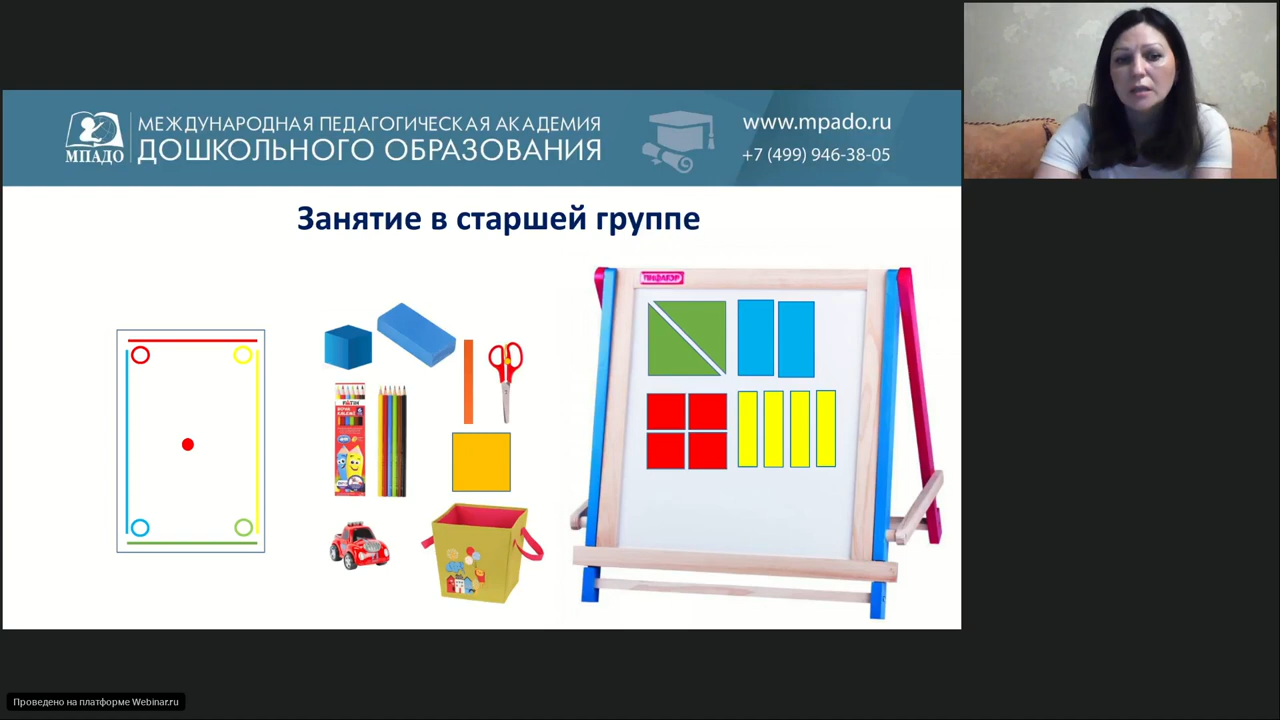 МПАДО
МЕЖДУНАРОДНАЯ ПЕДАГОГИЧЕСКАЯ АКАДЕМИЯ
ДОШКОЛЬНОГО ОБРАЗОВАНИЯ
www.mpado.ru
+7 (499) 946-38-05
Занятие в старшей группе
FATIH
Проведено на платформе Webinar.ru